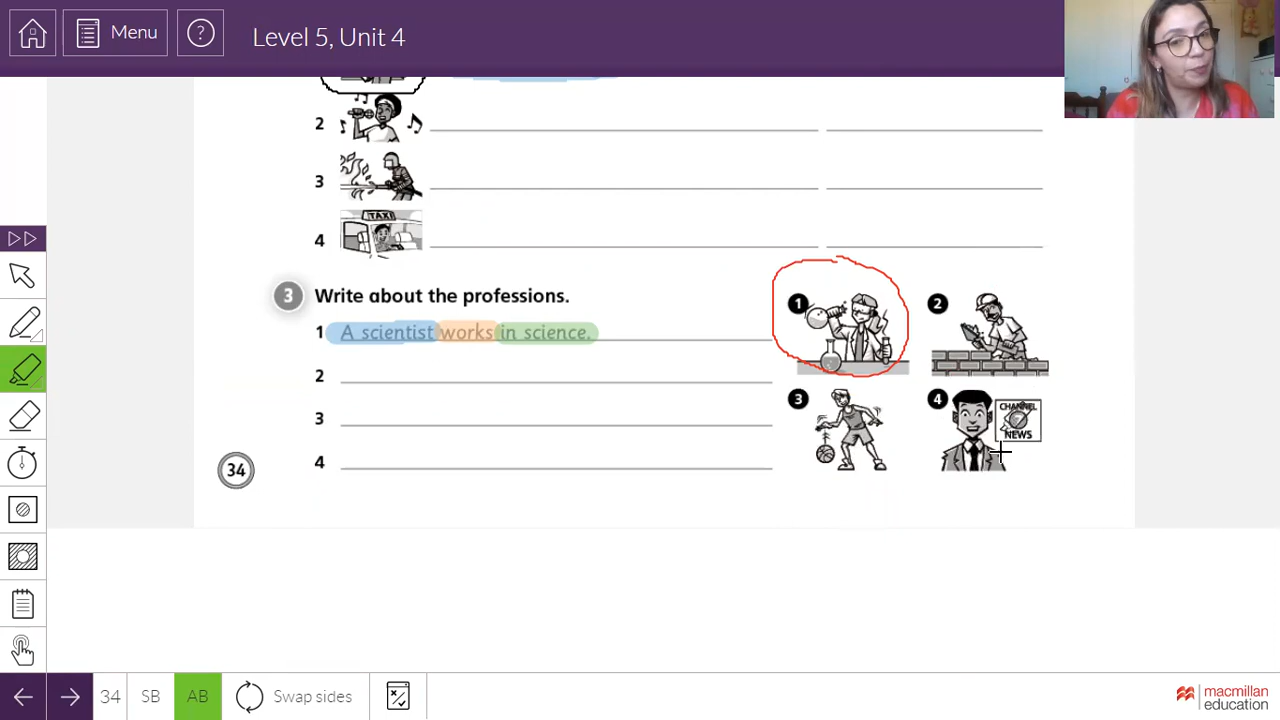 Menu
?
Level 5, Unit 4
2
3
TAXI
4
3 Write about the professions.
1 A scientist works in science.
2
3
4
1
2
3
4
CHANNEL
7
NEWS
34
34
SB
AB
Swap sides
macmillan
education